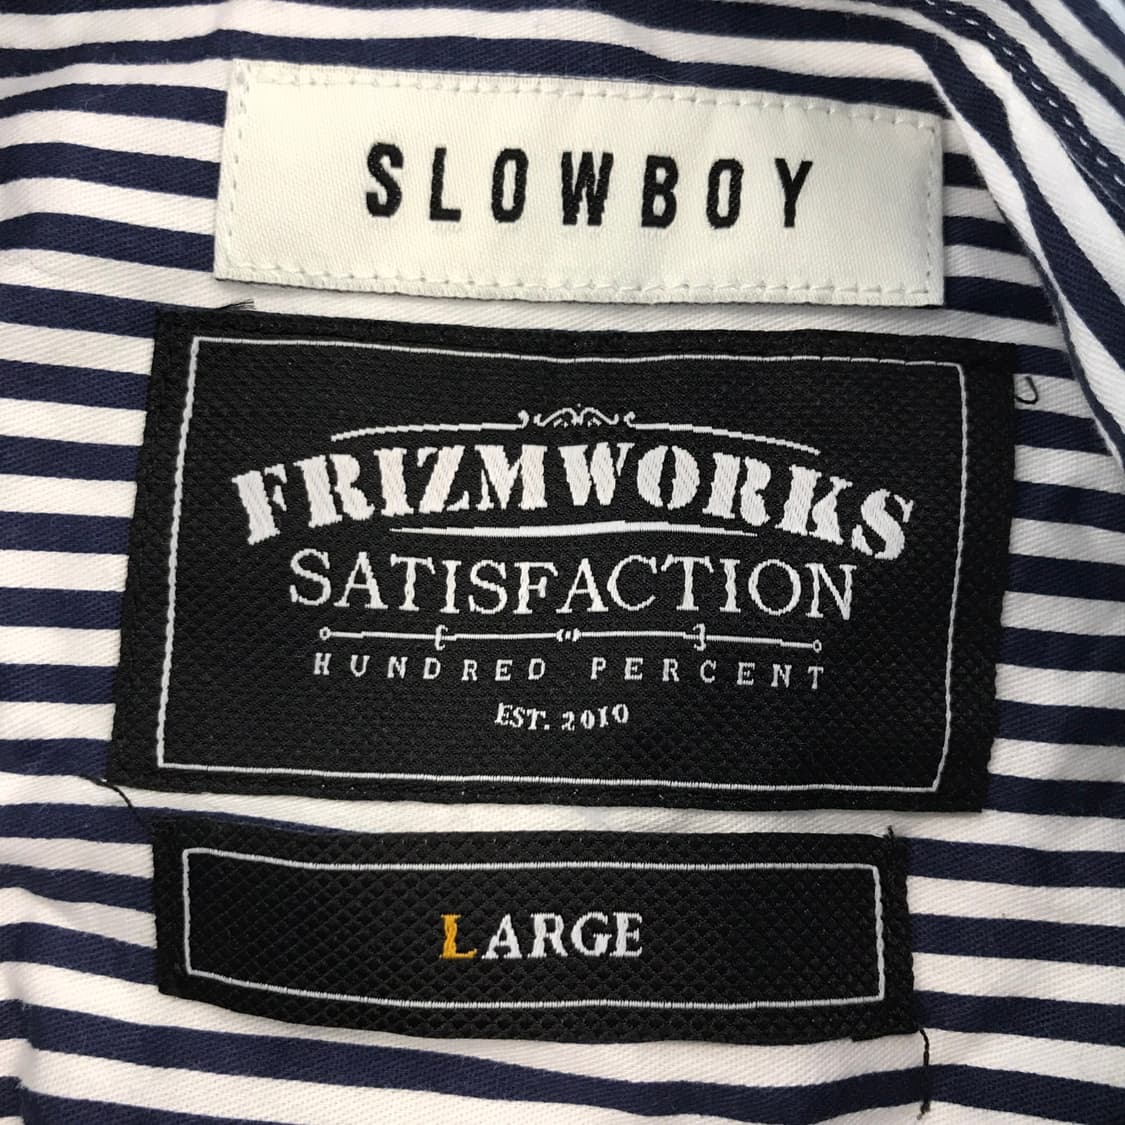 SLOWBOY
FRIZMWORKS
SATISFACTION
HUNDRED PERCENT
EST. 2010
LARGE